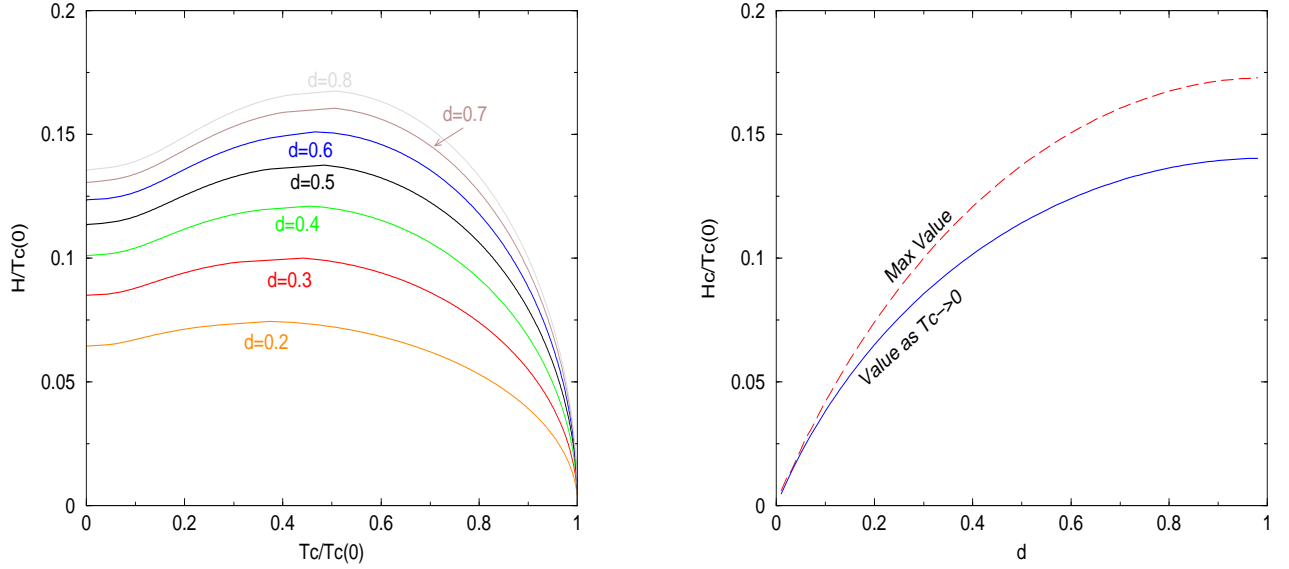 0.2
0.15
0.1
0.05
0
H/Tc(0)
d=0.8
d=0.7
d=0.6
d=0.5
d=0.4
d=0.3
d=0.2
0 0.2 0.4 0.6 0.8 1
Tc/Tc(0)
0.2
0.15
0.1
0.05
0
Hc/Tc(0)
Max Value
Value as Tc->0
0 0.2 0.4 0.6 0.8 1
d